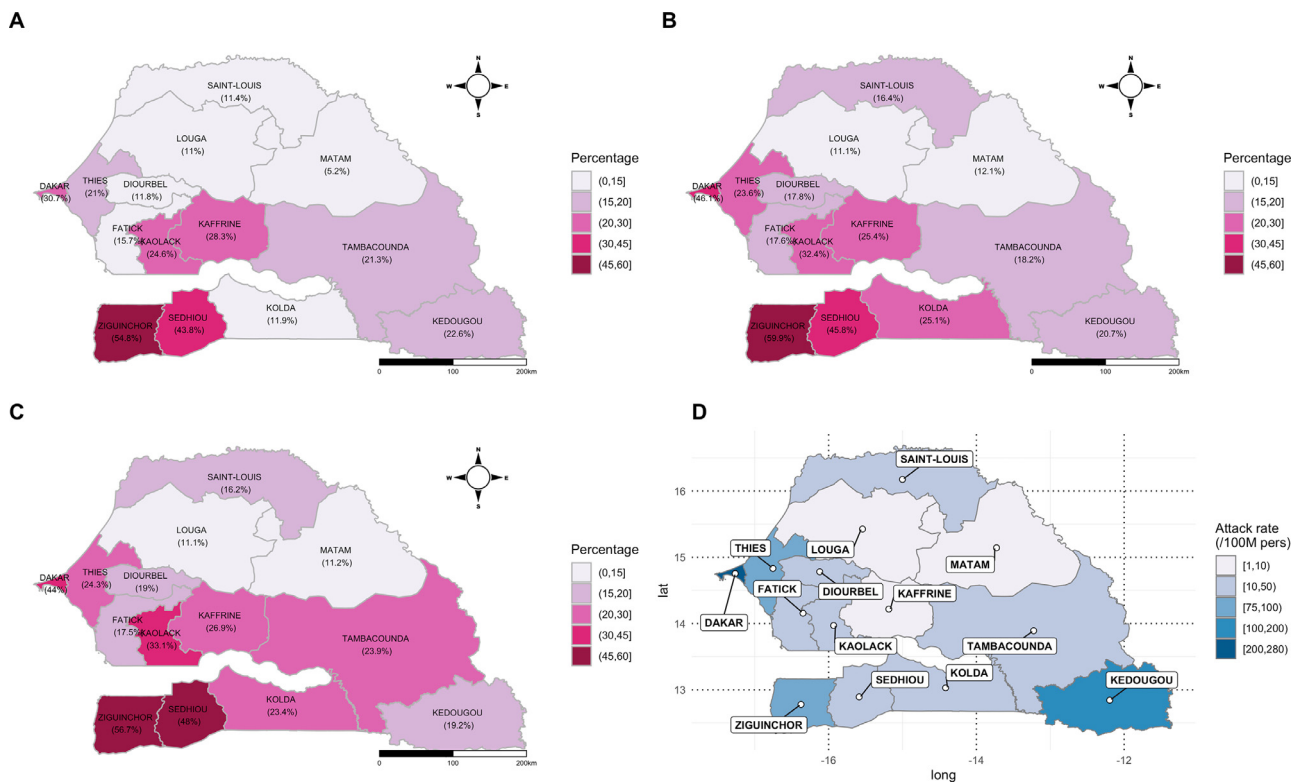 A
N
W
E
S
SAINT-LOUIS
(11.4%)
LOUGA
(11%)
MATAM
(5.2%)
DAKAR
(30.7%)
THIES
(21%)
DIOURBEL
(11.8%)
FATICK
(15.7%)
KAOLACK
(24.6%)
KAFFRINE
(28.3%)
TAMBACOUNDA
(21.3%)
ZIGUINCHOR
(54.8%)
SEDHIOU
(43.8%)
KOLDA
(11.9%)
KEDOUGOU
(22.6%)
Percentage
(0,15]
(15,20]
(20,30]
(30,45]
(45,60]
0 100 200km
B
N
W
E
S
SAINT-LOUIS
(16.4%)
LOUGA
(11.1%)
MATAM
(12.1%)
DAKAR
(46.1%)
THIES
(23.6%)
DIOURBEL
(17.8%)
FATICK
(17.6%)
KAOLACK
(32.4%)
KAFFRINE
(25.4%)
TAMBACOUNDA
(18.2%)
ZIGUINCHOR
(59.9%)
SEDHIOU
(45.8%)
KOLDA
(25.1%)
KEDOUGOU
(20.7%)
Percentage
(0,15]
(15,20]
(20,30]
(30,45]
(45,60]
0 100 200km
C
N
W
E
S
SAINT-LOUIS
(16.2%)
LOUGA
(11.1%)
MATAM
(11.2%)
DAKAR
(44%)
THIES
(24.3%)
DIOURBEL
(19%)
FATICK
(17.5%)
KAOLACK
(33.1%)
KAFFRINE
(26.9%)
TAMBACOUNDA
(23.9%)
ZIGUINCHOR
(56.7%)
SEDHIOU
(48%)
KOLDA
(23.4%)
KEDOUGOU
(19.2%)
Percentage
(0,15]
(15,20]
(20,30]
(30,45]
(45,60]
0 100 200km
D
SAINT-LOUIS
THIES
LOUGA
MATAM
FATICK
DIOURBEL
KAFFRINE
DAKAR
KAOLACK
TAMBACOUNDA
SEDHIOU
KOLDA
KEDOUGOU
ZIGUINCHOR
16
15
14
13
lat
-16 -14 -12
long
Attack rate
(/100M pers)
[1,10)
[10,50)
[75,100)
[100,200)
[200,280)